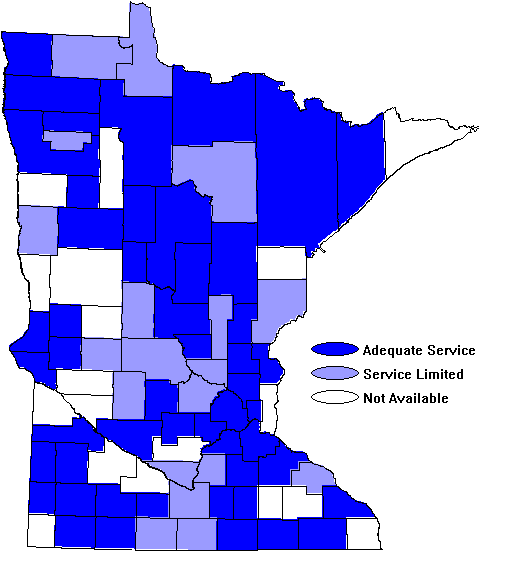 Adequate Service
Service Limited
Not Available